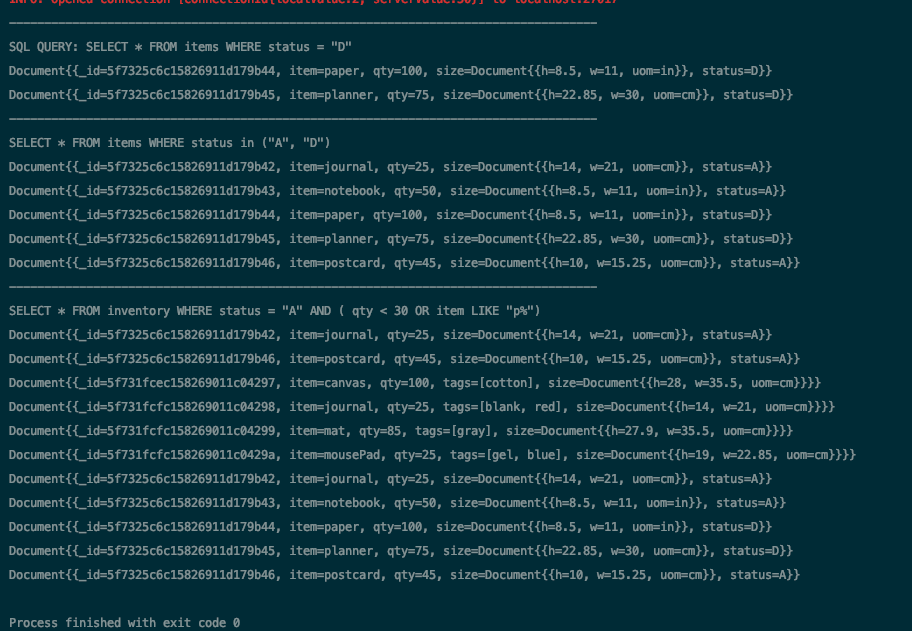 INFO: opened connection [connectionId{localValue:2, serverValue:30}] to localhost:27017
SQL QUERY: SELECT * FROM items WHERE status = "D"
Document{{_id=5f7325c6c15826911d179b44, item=paper, qty=100, size=Document{{h=8.5, w=11, uom=in}}, status=D}}
Document{{_id=5f7325c6c15826911d179b45, item=planner, qty=75, size=Document{{h=22.85, w=30, uom=cm}}, status=D}}
SELECT * FROM items WHERE status in ("A", "D")
Document{{_id=5f7325c6c15826911d179b42, item=journal, qty=25, size=Document{{h=14, w=21, uom=cm}}, status=A}}
Document{{_id=5f7325c6c15826911d179b43, item=notebook, qty=50, size=Document{{h=8.5, w=11, uom=in}}, status=A}}
Document{{_id=5f7325c6c15826911d179b44, item=paper, qty=100, size=Document{{h=8.5, w=11, uom=in}}, status=D}}
Document{{_id=5f7325c6c15826911d179b45, item=planner, qty=75, size=Document{{h=22.85, w=30, uom=cm}}, status=D}}
Document{{_id=5f7325c6c15826911d179b46, item=postcard, qty=45, size=Document{{h=10, w=15.25, uom=cm}}, status=A}}
SELECT * FROM inventory WHERE status = "A" AND ( qty < 30 OR item LIKE "p%")
Document{{_id=5f7325c6c15826911d179b42, item=journal, qty=25, size=Document{{h=14, w=21, uom=cm}}, status=A}}
Document{{_id=5f7325c6c15826911d179b46, item=postcard, qty=45, size=Document{{h=10, w=15.25, uom=cm}}, status=A}}
Document{{_id=5f731fcec158269011c04297, item=canvas, qty=100, tags=[cotton], size=Document{{h=28, w=35.5, uom=cm}}}}
Document{{_id=5f731fcfc158269011c04298, item=journal, qty=25, tags=[blank, red], size=Document{{h=14, w=21, uom=cm}}}}
Document{{_id=5f731fcfc158269011c04299, item=mat, qty=85, tags=[gray], size=Document{{h=27.9, w=35.5, uom=cm}}}}
Document{{_id=5f731fcfc158269011c0429a, item=mousePad, qty=25, tags=[gel, blue], size=Document{{h=19, w=22.85, uom=cm}}}}
Document{{_id=5f7325c6c15826911d179b42, item=journal, qty=25, size=Document{{h=14, w=21, uom=cm}}, status=A}}
Document{{_id=5f7325c6c15826911d179b43, item=notebook, qty=50, size=Document{{h=8.5, w=11, uom=in}}, status=A}}
Document{{_id=5f7325c6c15826911d179b44, item=paper, qty=100, size=Document{{h=8.5, w=11, uom=in}}, status=D}}
Document{{_id=5f7325c6c15826911d179b45, item=planner, qty=75, size=Document{{h=22.85, w=30, uom=cm}}, status=D}}
Document{{_id=5f7325c6c15826911d179b46, item=postcard, qty=45, size=Document{{h=10, w=15.25, uom=cm}}, status=A}}
Process finished with exit code 0